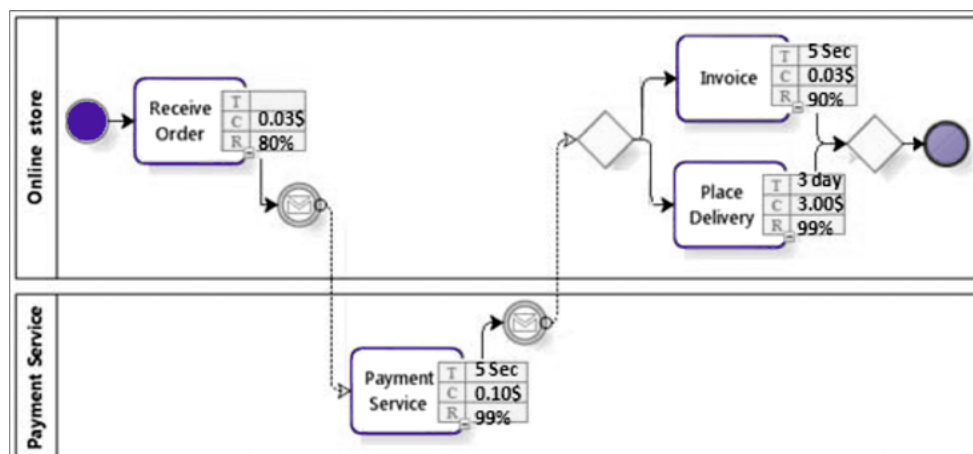 Online store
Receive
Order
T
C 0.03$
R 80%
Invoice
T 5 Sec
C 0.03$
R 90%
Place
Delivery
T 3 day
C 3.00$
R 99%
Payment Service
Payment
Service
T 5 Sec
C 0.10$
R 99%